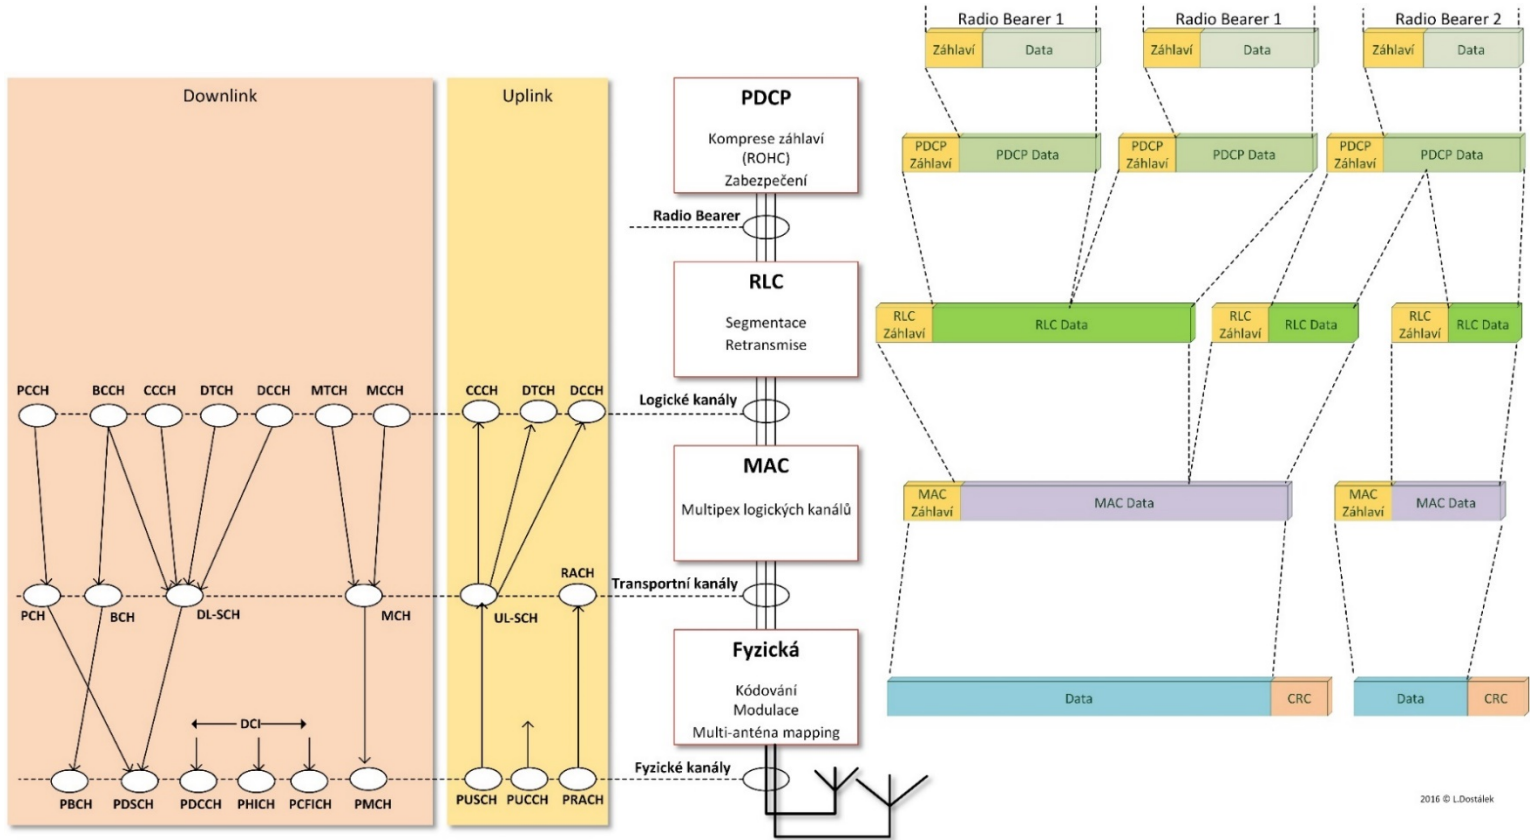 Downlink
Uplink
PCCH
BCCH
CCCH
DTCH
DCCH
MTCH
MCCH
CCCH
DTCH
DCCH
PCH
BCH
DL-SCH
MCH
UL-SCH
RACH
DCI
PBCH
PDSCH
PDCCH
PHICH
PCFICH
PMCH
PUSCH
PUCCH
PRACH
PDCP
Komprese záhlaví
(ROHC)
Zabezpečení
Radio Bearer
RLC
Segmentace
Retransmise
Logické kanály
MAC
Multipex logických kanálů
Transportní kanály
Fyzická
Kódování
Modulace
Multi-anténa mapping
Fyzické kanály
Radio Bearer 1
Radio Bearer 1
Radio Bearer 2
Záhlaví
Data
Záhlaví
Data
Záhlaví
Data
PDCP
Záhlaví
PDCP Data
PDCP
Záhlaví
PDCP Data
PDCP
Záhlaví
PDCP Data
RLC
Záhlaví
RLC Data
RLC
Záhlaví
RLC Data
RLC
Záhlaví
RLC Data
MAC
Záhlaví
MAC Data
MAC
Záhlaví
MAC Data
Data
CRC
Data
CRC
2016 © L.Dostálek